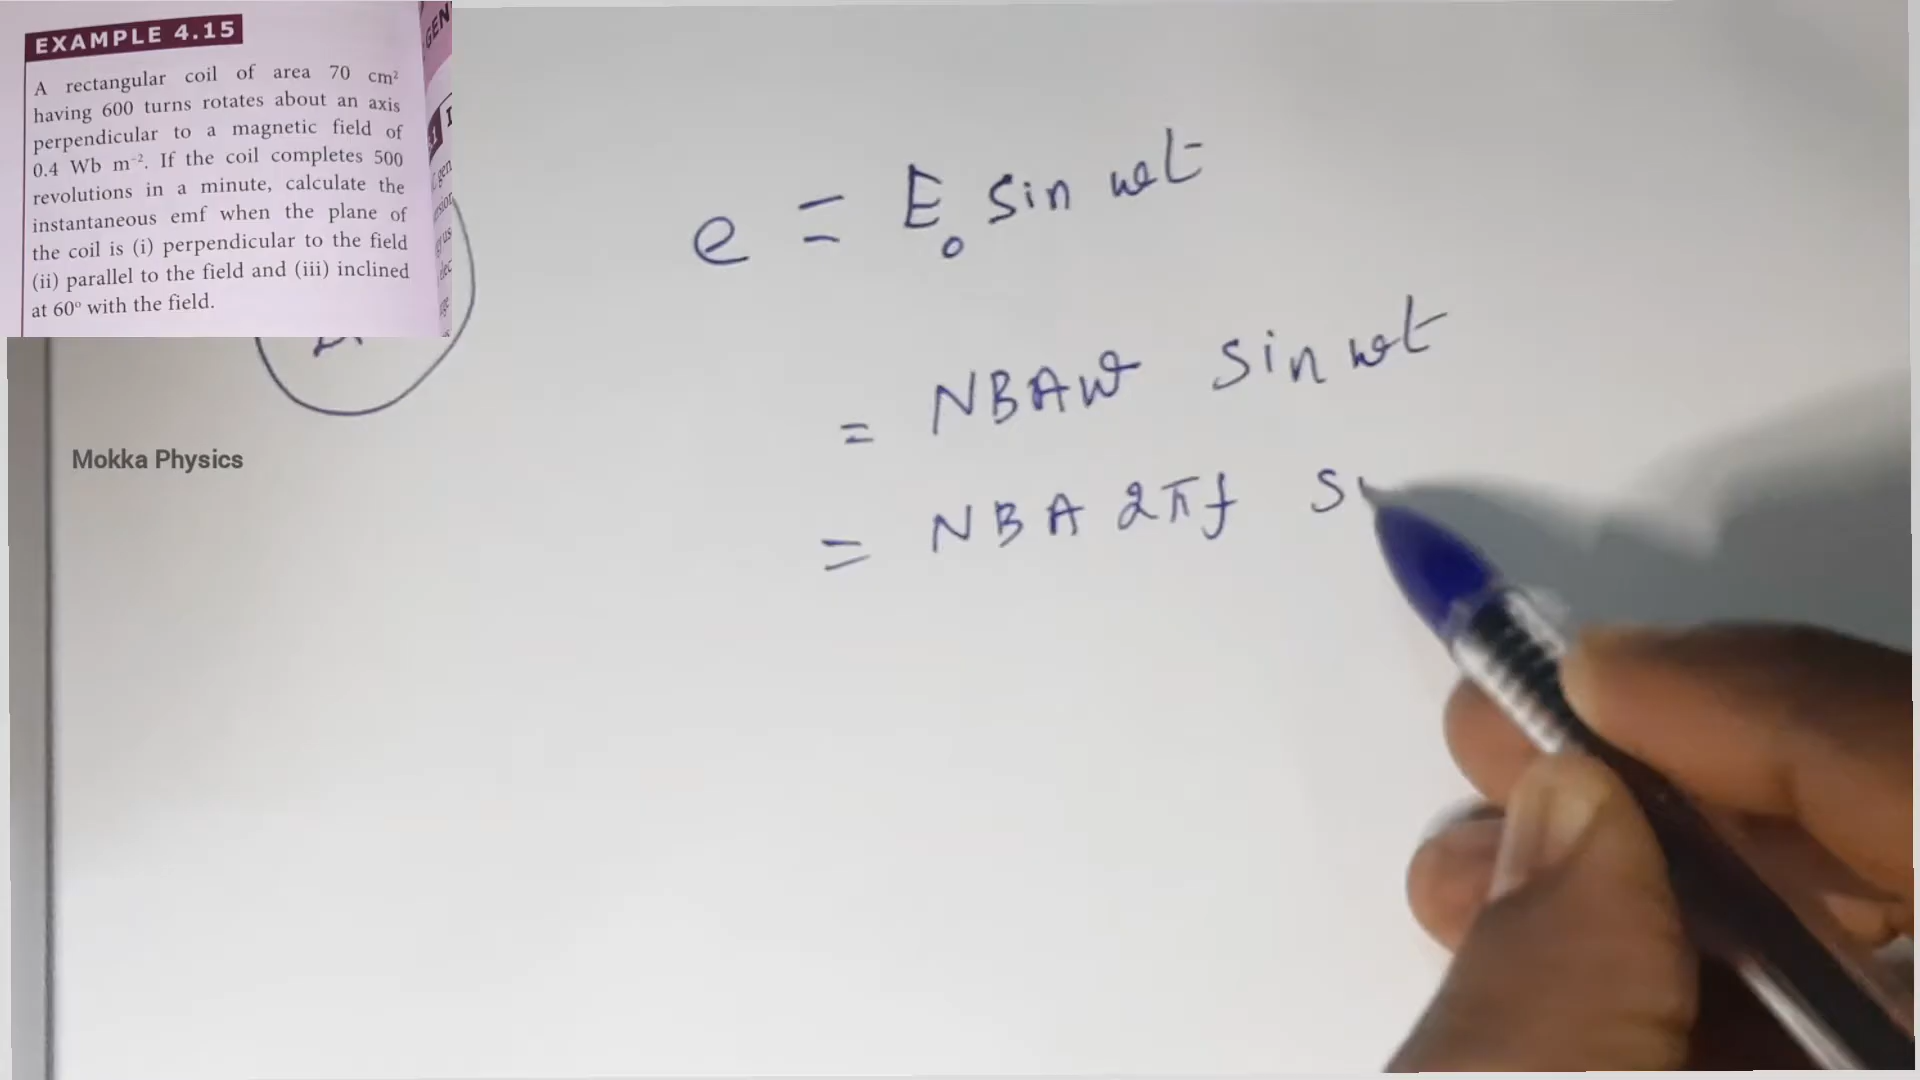 EXAMPLE 4.15
A rectangular coil of area 70 cm²
having 600 turns rotates about an axis
perpendicular to a magnetic field of
0.4 Wb m⁻². If the coil completes 500
revolutions in a minute, calculate the
instantaneous emf when the plane of
the coil is (i) perpendicular to the field
(ii) parallel to the field and (iii) inclined
at 60° with the field.
GEN
Mokka Physics
e = E₀ sin ωt
= NBAω sin ωt
= NBA 2πf